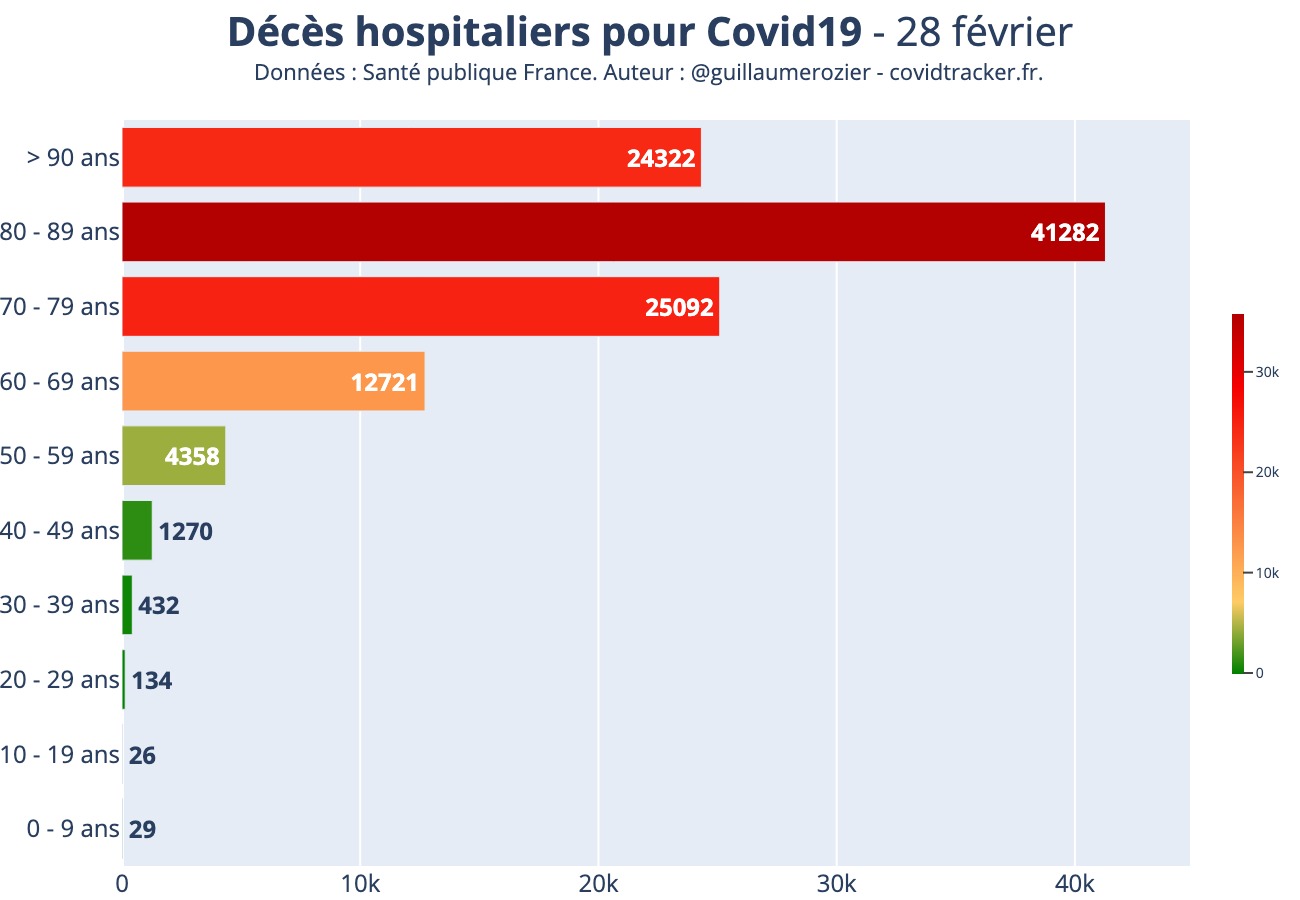 Décès hospitaliers pour Covid19 - 28 février
Données : Santé publique France. Auteur : @guillaumerozier - covidtracker.fr.
> 90 ans 24322
80 - 89 ans 41282
70 - 79 ans 25092
60 - 69 ans 12721
50 - 59 ans 4358
40 - 49 ans 1270
30 - 39 ans 432
20 - 29 ans 134
10 - 19 ans 26
0 - 9 ans 29
0 10k 20k 30k 40k
30k
20k
10k
0